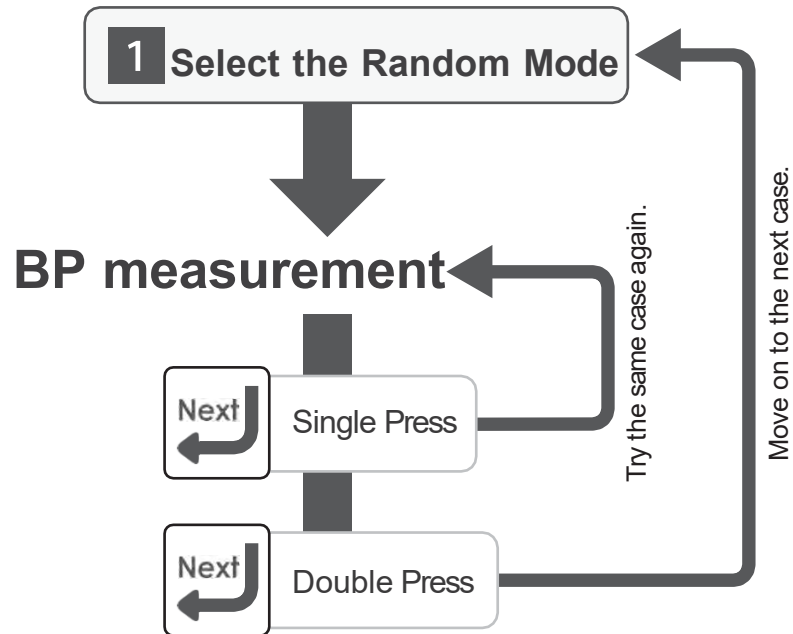 1 Select the Random Mode
BP measurement
Try the same case again.
Move on to the next case.
Next
Single Press
Next
Double Press